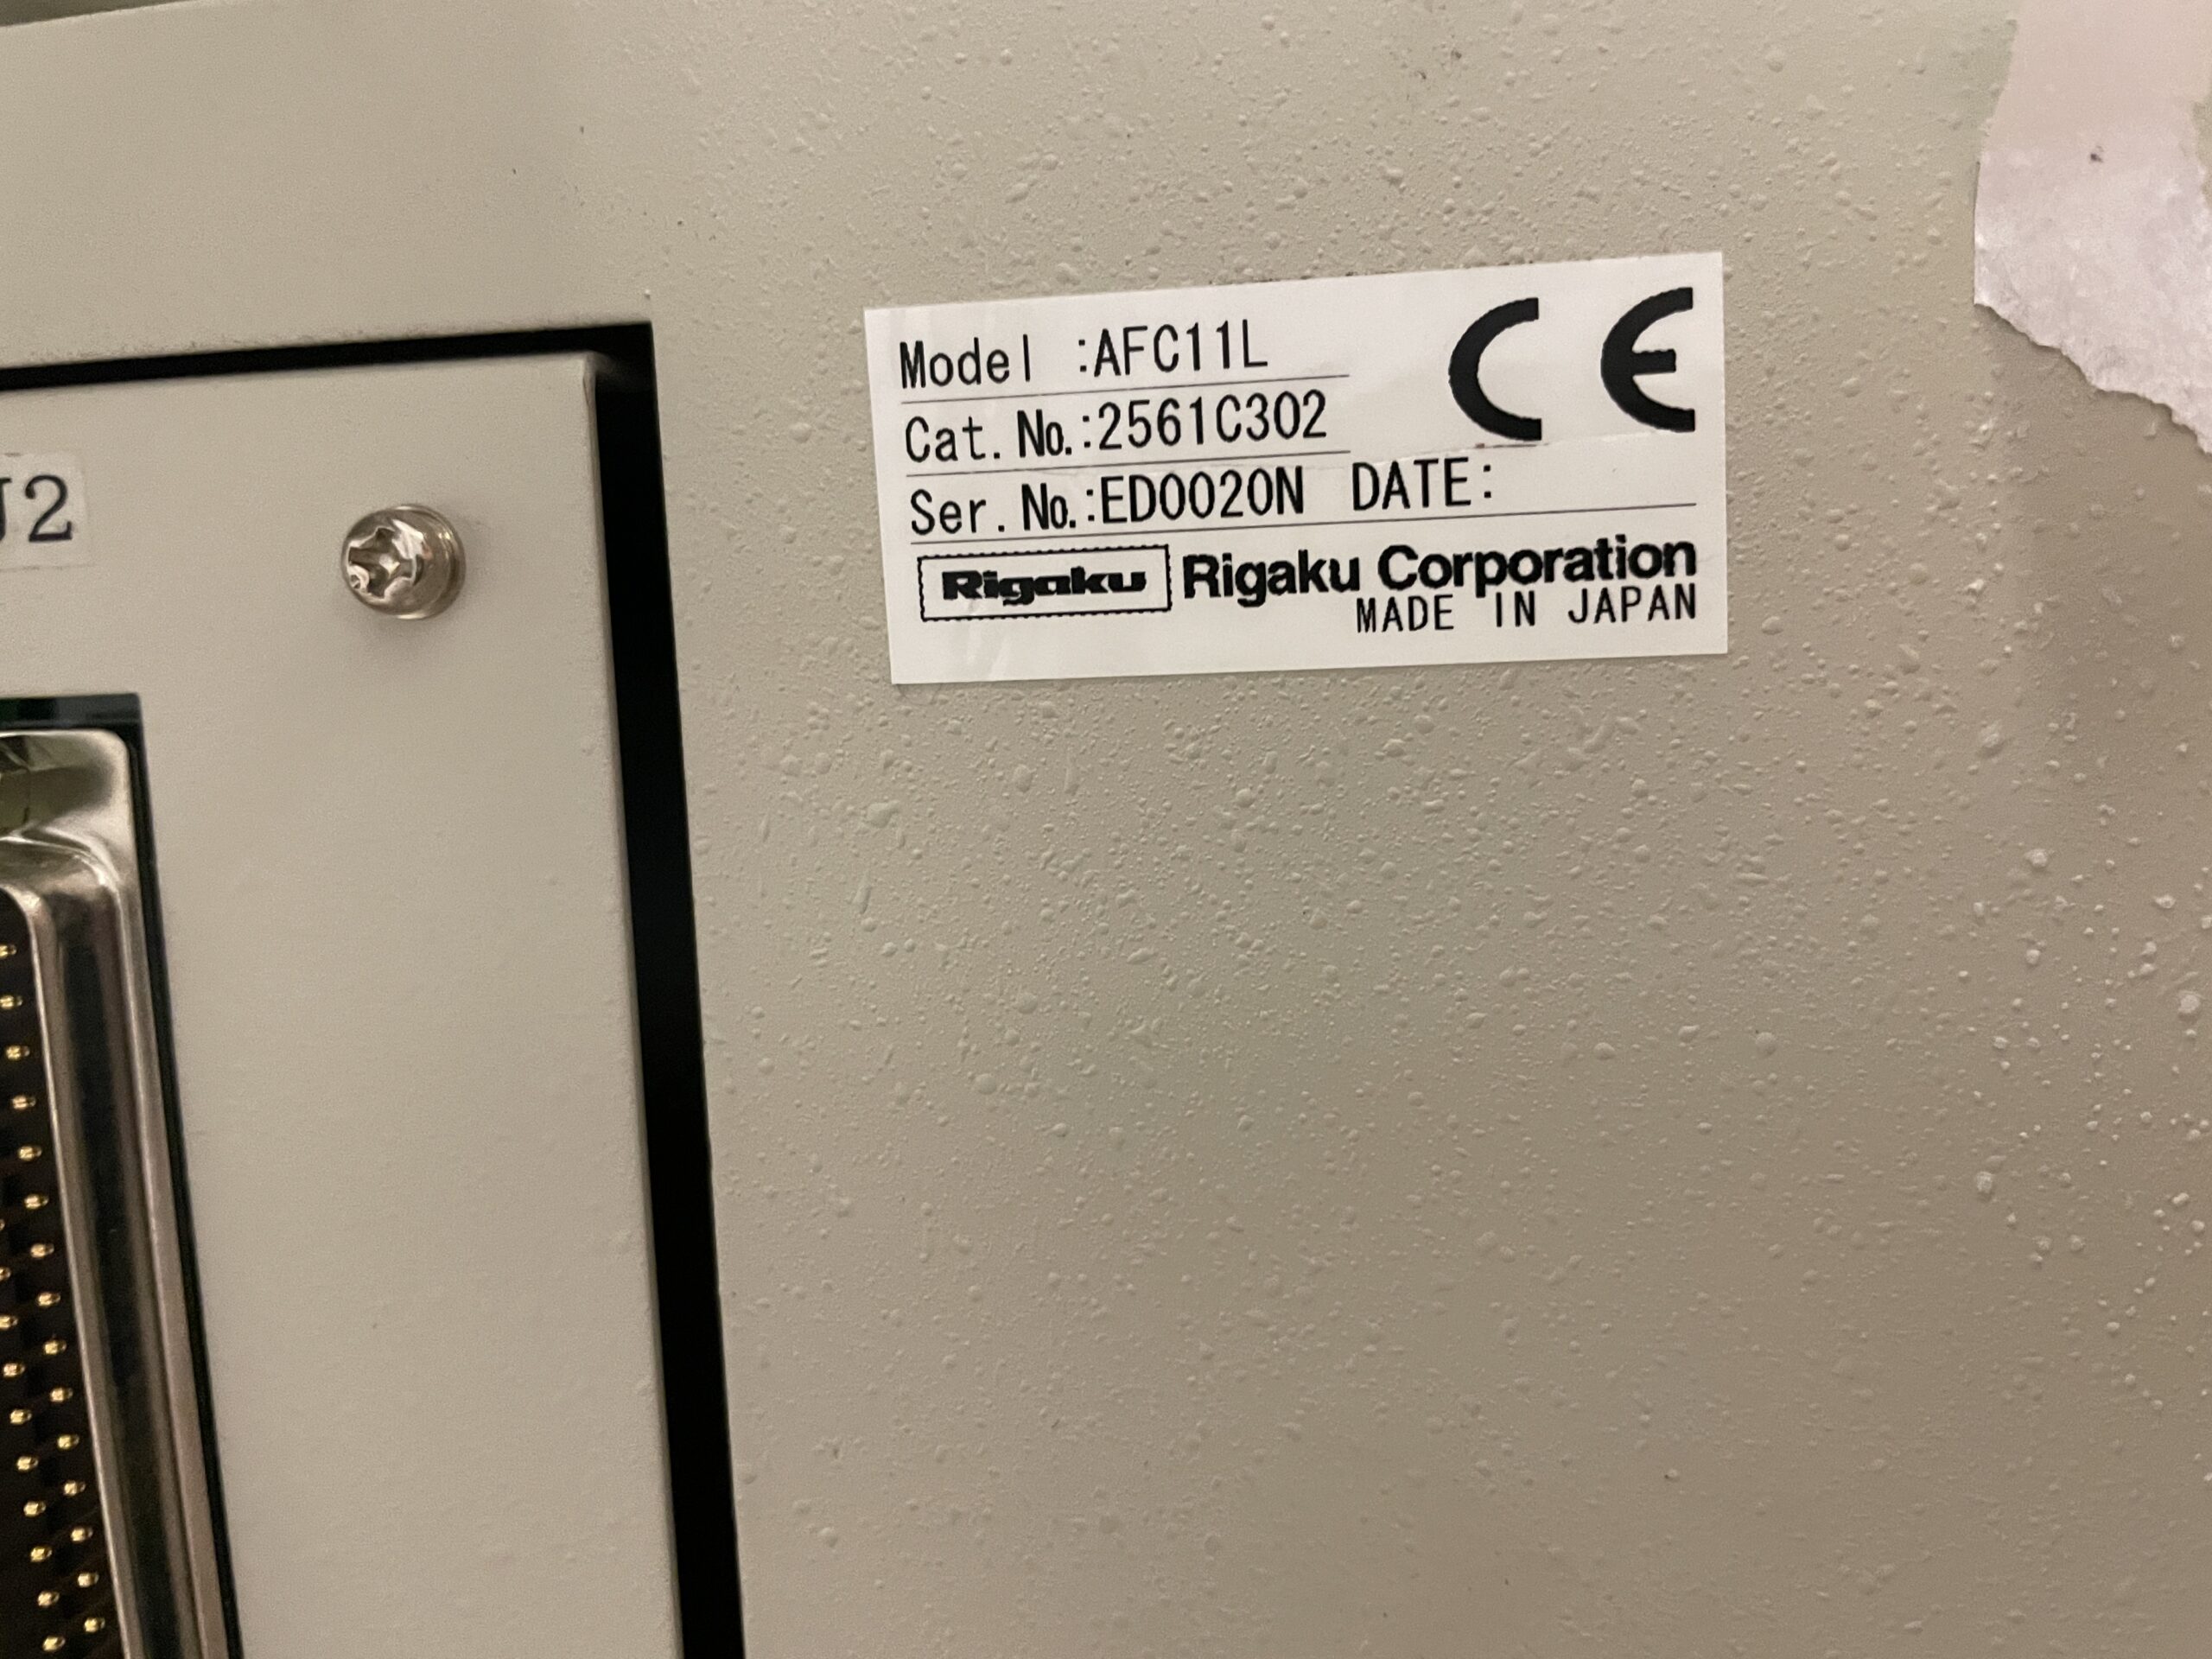 Model :AFC11L
Cat.No.:2561C302
Ser.No.:ED0020N DATE:
Rigaku Rigaku Corporation
MADE IN JAPAN
CE
J2